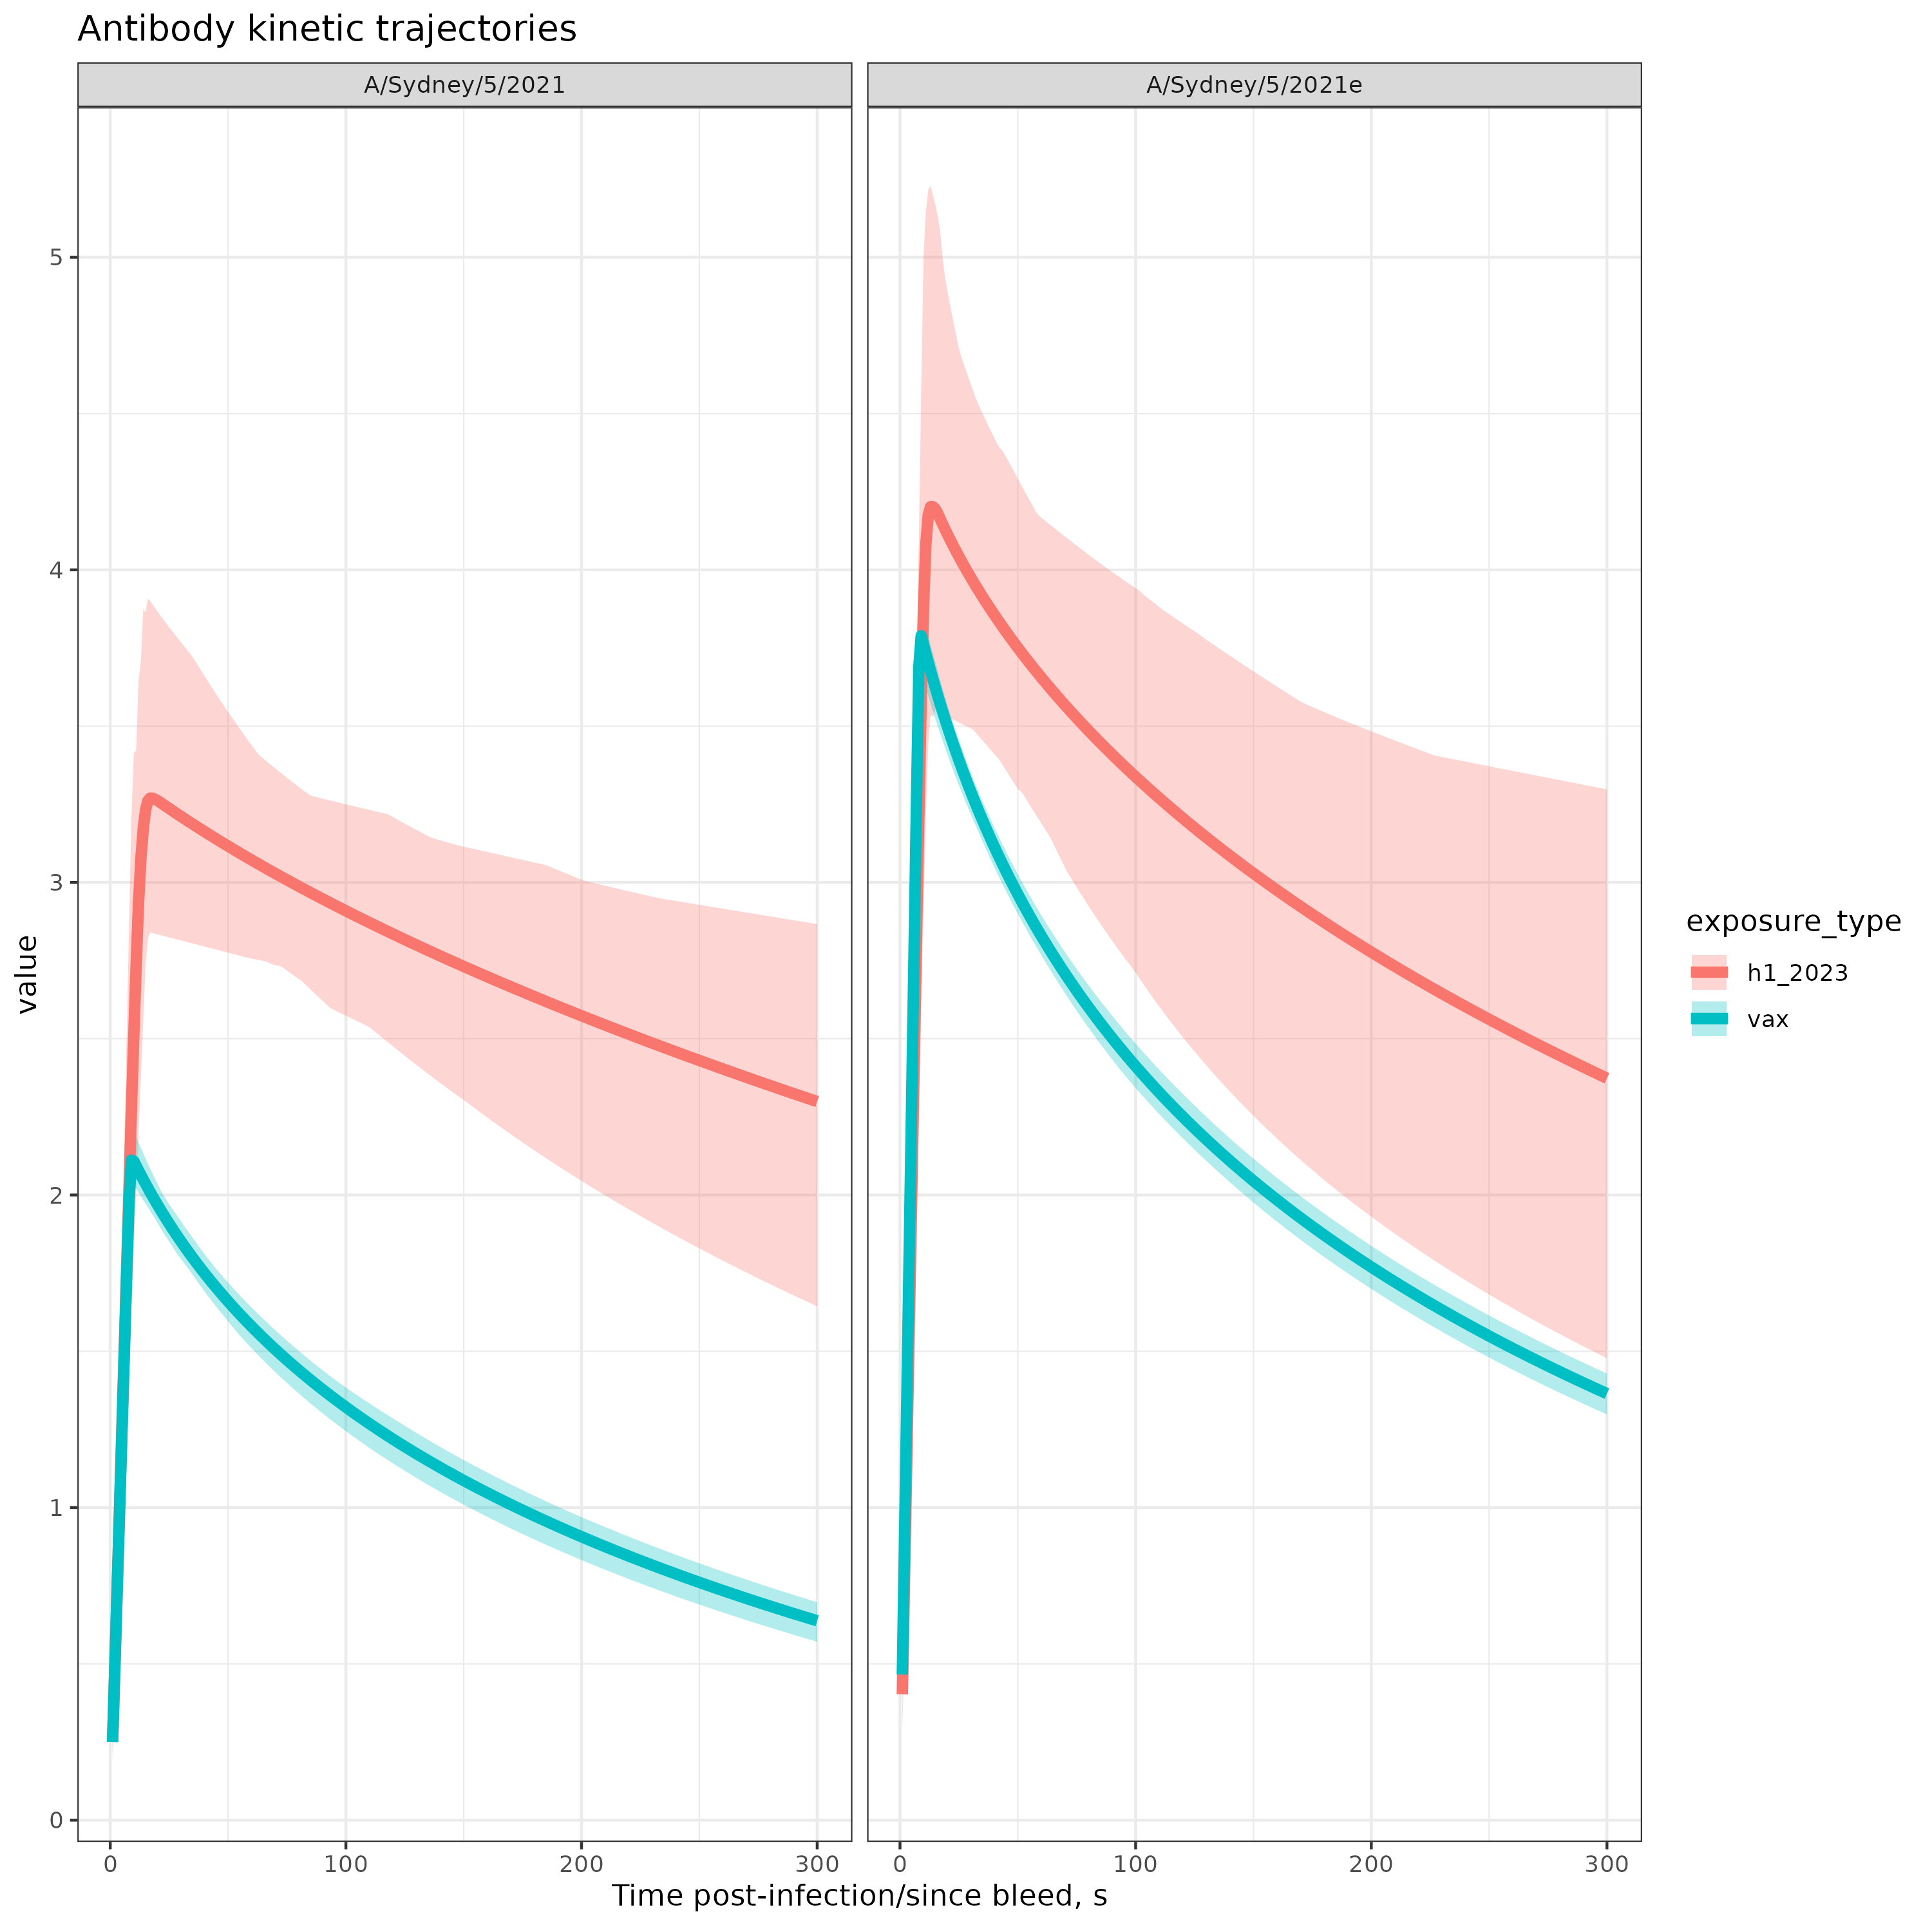 Antibody kinetic trajectories
A/Sydney/5/2021
A/Sydney/5/2021e
value
5
4
3
2
1
0
0
100
200
300
0
100
200
300
Time post-infection/since bleed, s
exposure_type
h1_2023
vax